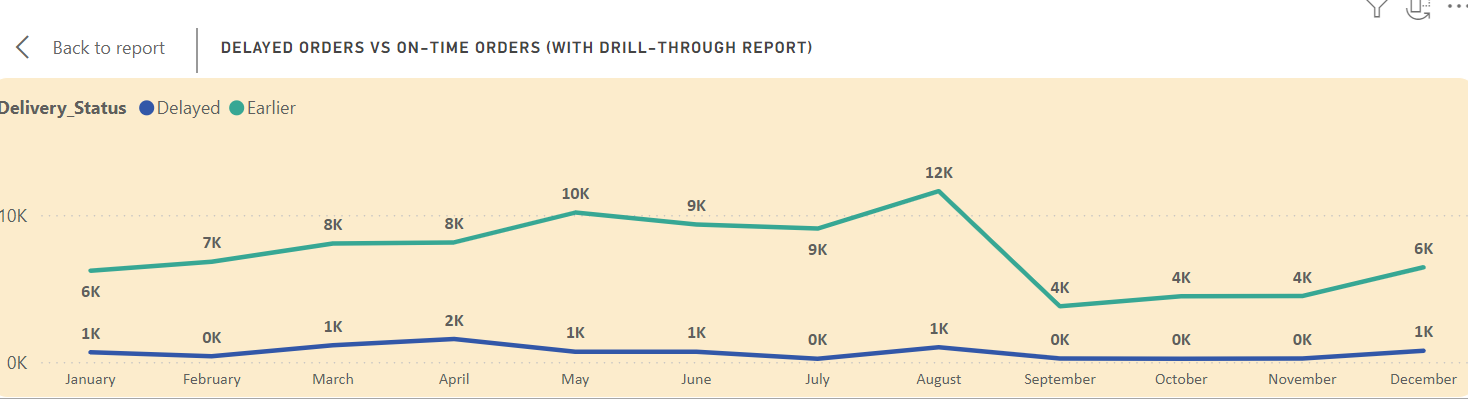 Back to report
DELAYED ORDERS VS ON-TIME ORDERS (WITH DRILL-THROUGH REPORT)
Delivery_Status Delayed Earlier
12K
10K
9K
10K
8K
8K
7K
9K
6K
6K
4K
4K
4K
1K
0K
1K
2K
1K
1K
0K
1K
0K
0K
0K
1K
0K
January February March April May June July August September October November December